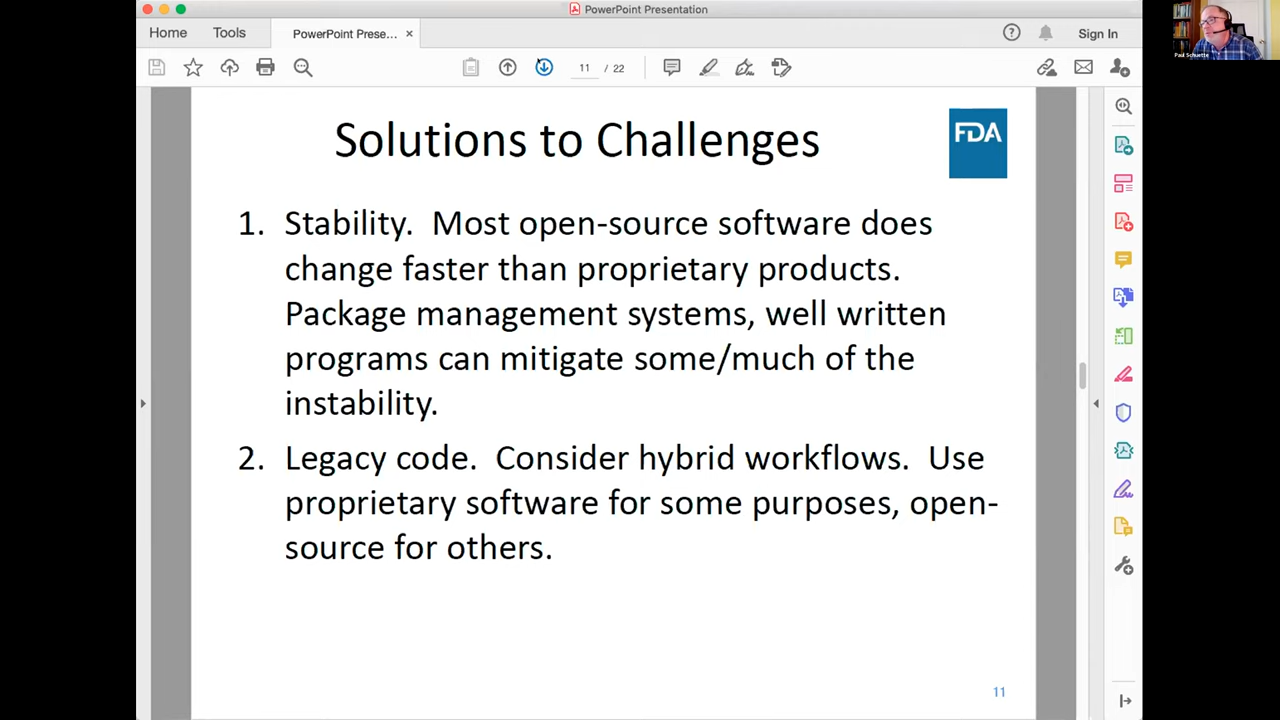 PowerPoint Presentation
Home
Tools
PowerPoint Prese...
×
Sign In
11 / 22
Paul Schuette
Solutions to Challenges
FDA
1. Stability. Most open-source software does
change faster than proprietary products.
Package management systems, well written
programs can mitigate some/much of the
instability.
2. Legacy code. Consider hybrid workflows. Use
proprietary software for some purposes, open-
source for others.
11